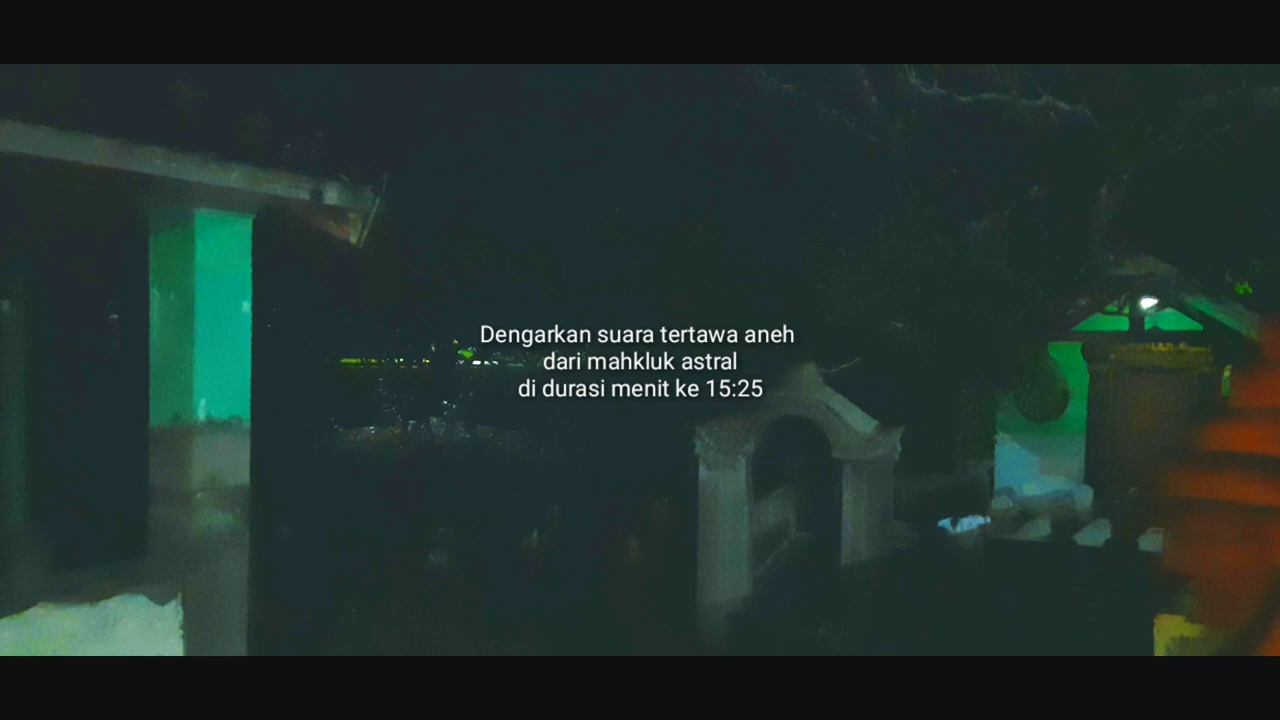 Dengarkan suara tertawa aneh
dari mahkluk astral
di durasi menit ke 15:25